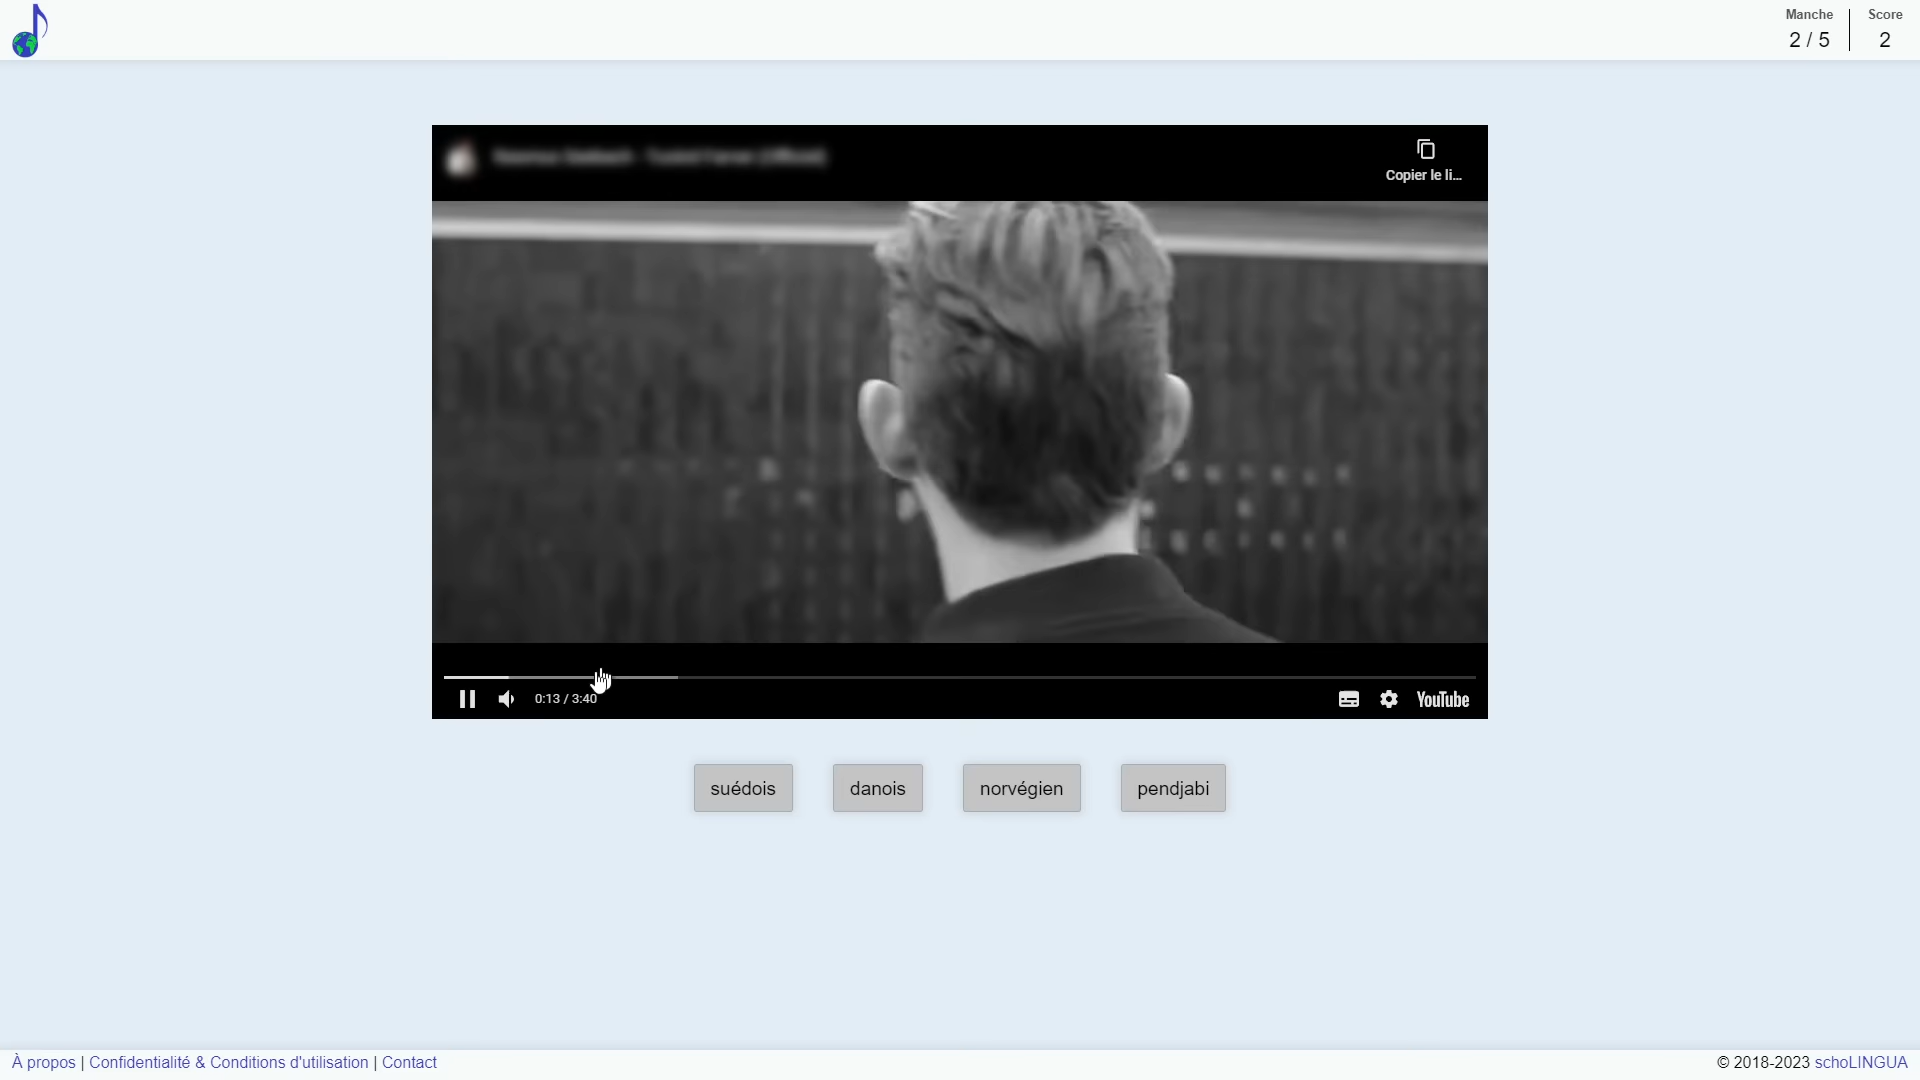 Manche
2 / 5
Score
2
Copier le li...
0:13 / 3:40
YouTube
suédois
danois
norvégien
pendjabi
À propos | Confidentialité & Conditions d'utilisation | Contact
© 2018-2023 schoLINGUA